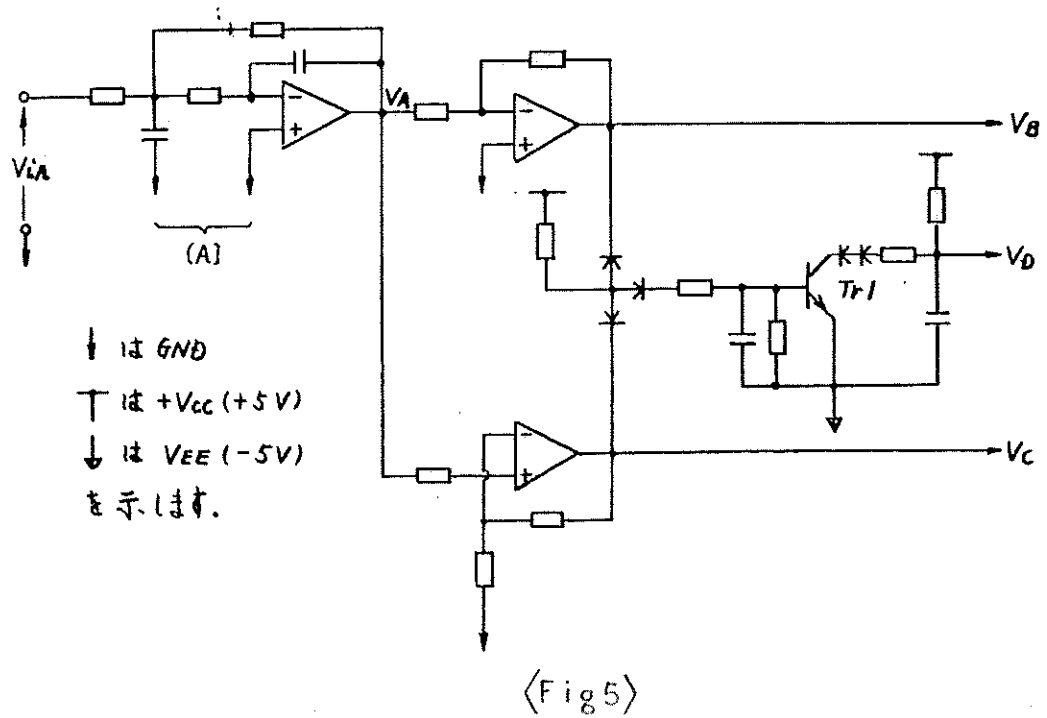 Vin
(A]
VA
VB
VD
Tr1
VC
は GND
は +VCC (+5V)
は VEE (-5V)
を示します.
- 
+
-
+
-
+
i
〈Fig5〉